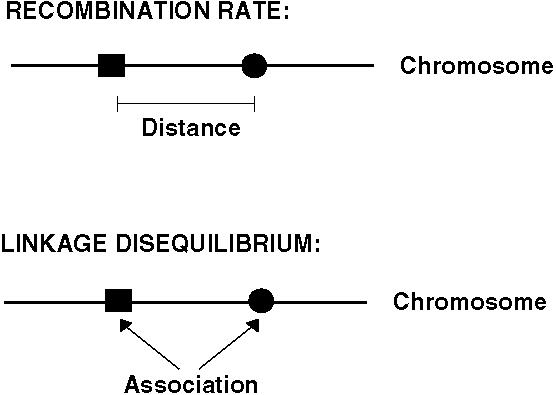 RECOMBINATION RATE:
Chromosome
Distance
LINKAGE DISEQUILIBRIUM:
Chromosome
Association